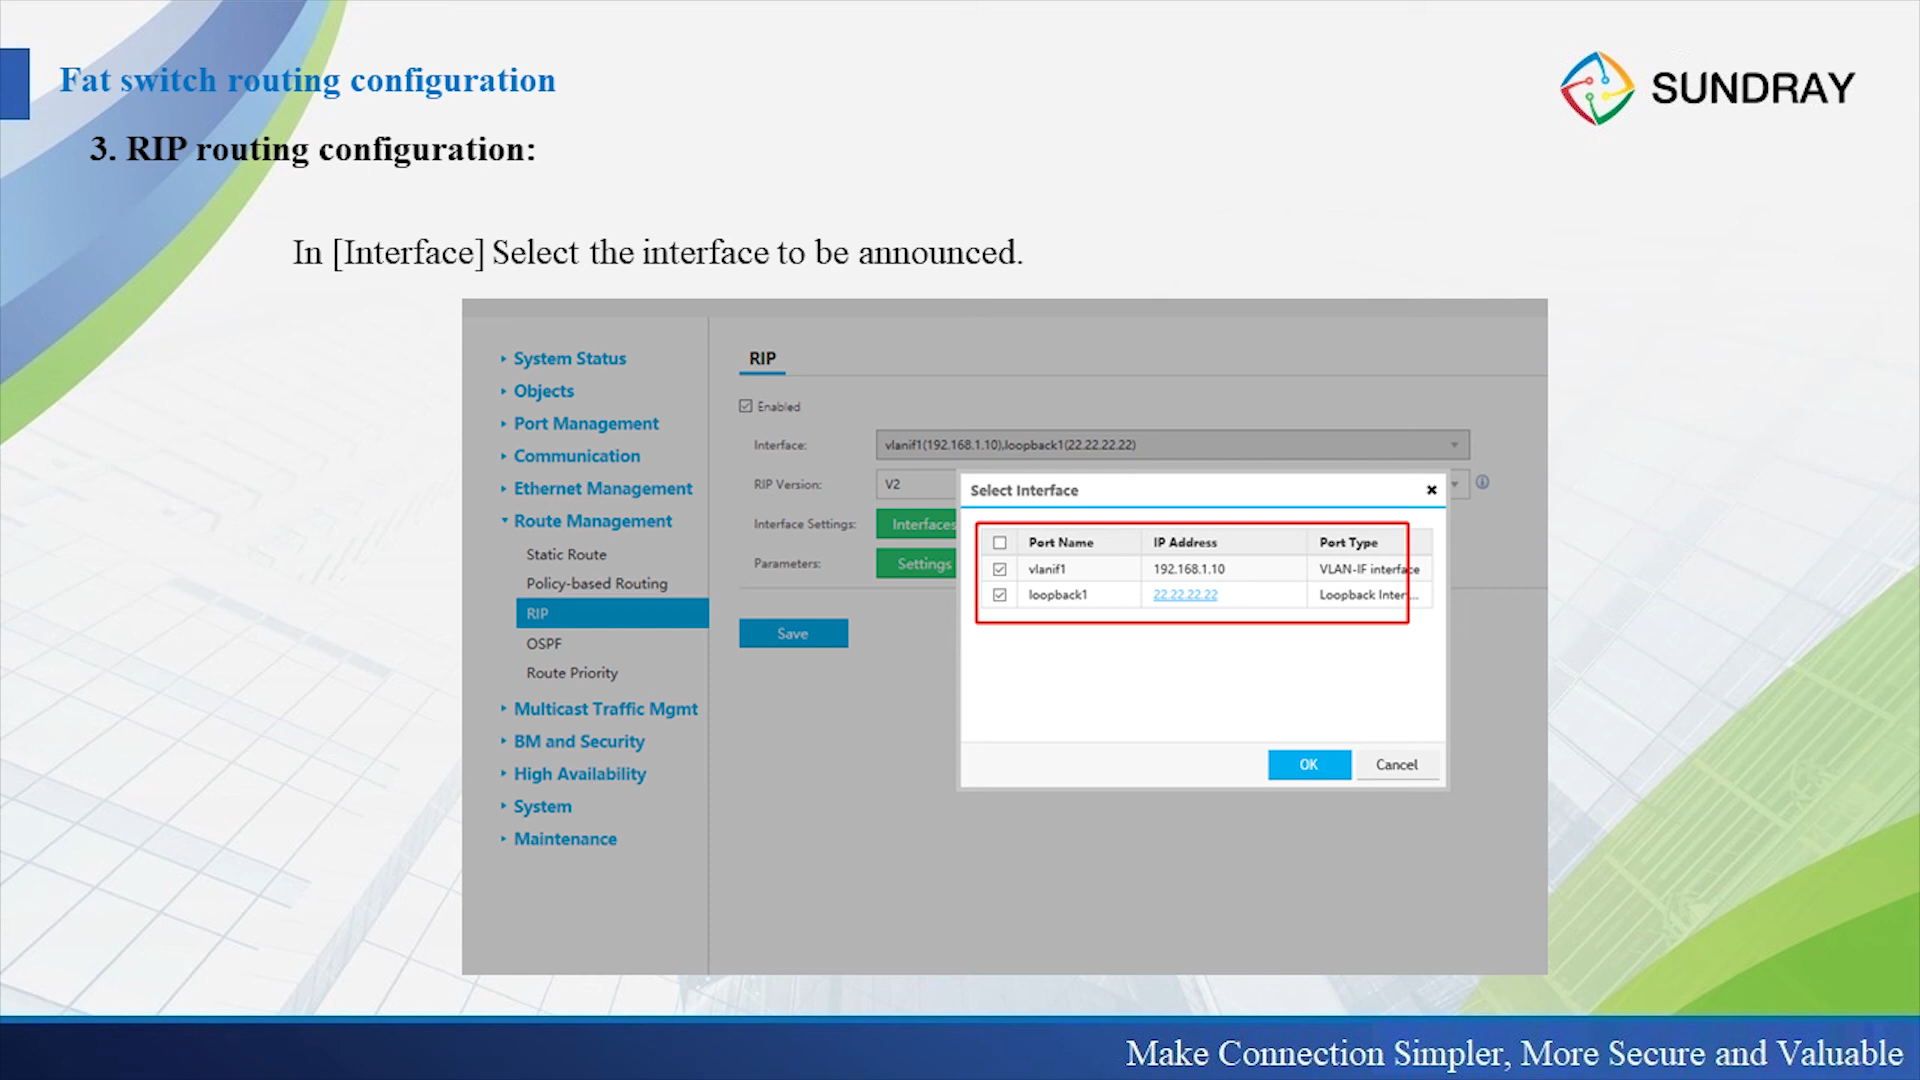 Fat switch routing configuration
SUNDRAY
3. RIP routing configuration:
In [Interface] Select the interface to be announced.
System Status
Objects
Port Management
Communication
Ethernet Management
Route Management
Static Route
Policy-based Routing
RIP
OSPF
Route Priority
Multicast Traffic Mgmt
BM and Security
High Availability
System
Maintenance
RIP
Enabled
Interface: vlanif1(192.168.1.10),loopback1(22.22.22.22)
RIP Version: V2
Interface Settings: Interfaces
Parameters: Settings
Save
Select Interface
Port Name IP Address Port Type
vlanif1 192.168.1.10 VLAN-IF interface
loopback1 22.22.22.22 Loopback Inter...
OK Cancel
Make Connection Simpler, More Secure and Valuable